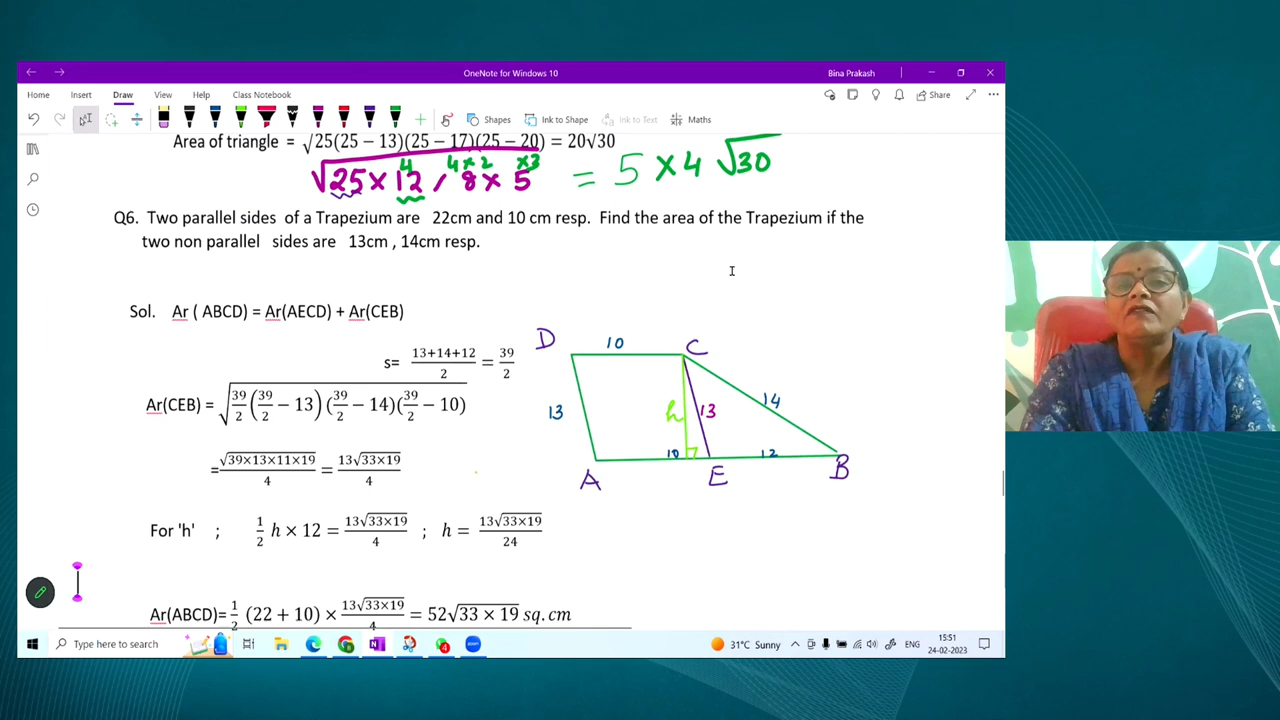 OneNote for Windows 10
Bina Prakash
Home Insert Draw View Help Class Notebook
Share
Shapes Ink to Shape Ink to Text Maths
Area of triangle = √25(25 − 13)(25 − 17)(25 − 20) = 20√30
4 4×2 ×3
√25 × 12 , 8 × 5 = 5 × 4 √30
Q6. Two parallel sides of a Trapezium are 22cm and 10 cm resp. Find the area of the Trapezium if the
two non parallel sides are 13cm , 14cm resp.
Sol. Ar ( ABCD) = Ar(AECD) + Ar(CEB)
s= (13+14+12)/2 = 39/2
Ar(CEB) = √(39/2 (39/2 − 13) (39/2 − 14)(39/2 − 10))
=√(39×13×11×19)/4 = 13√(33×19)/4
For 'h' ; 1/2 h × 12 = 13√(33×19)/4 ; h = 13√(33×19)/24
Ar(ABCD)= 1/2 (22 + 10) × 13√(33×19)/4 = 52√(33 × 19) sq. cm
D 10 C
13 h 13 14
10 12
A E B
Type here to search
31°C Sunny
ENG
15:51
24-02-2023